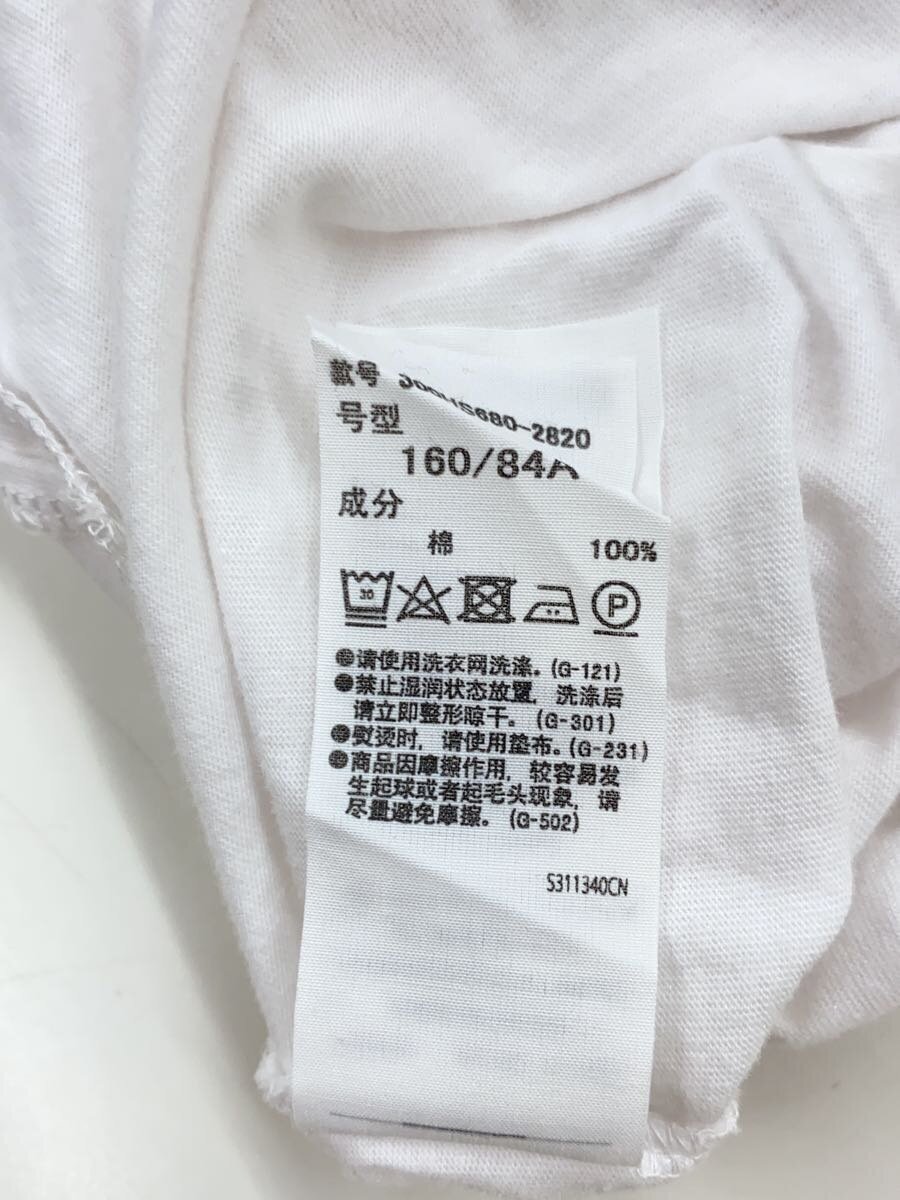 款号
680-2820
号型
160/84A
成分
棉 100%
30
P
●请使用洗衣网洗涤。(G-121)
●禁止湿润状态放置，洗涤后
请立即整形晾干。(G-301)
●熨烫时，请使用垫布。(G-231)
●商品因摩擦作用，较容易发
生起球或者起毛头现象，请
尽量避免摩擦。(G-502)
S311340CN